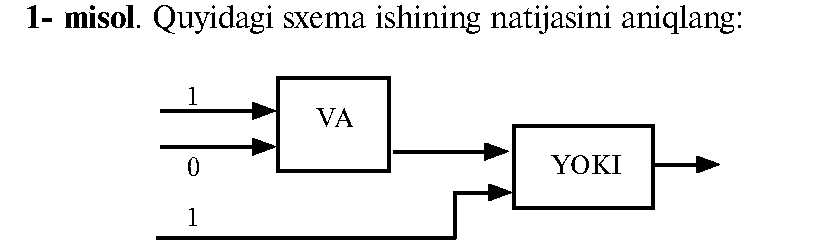 1- misol. Quyidagi sxema ishining natijasini aniqlang:
1
VA
0
YOKI
1